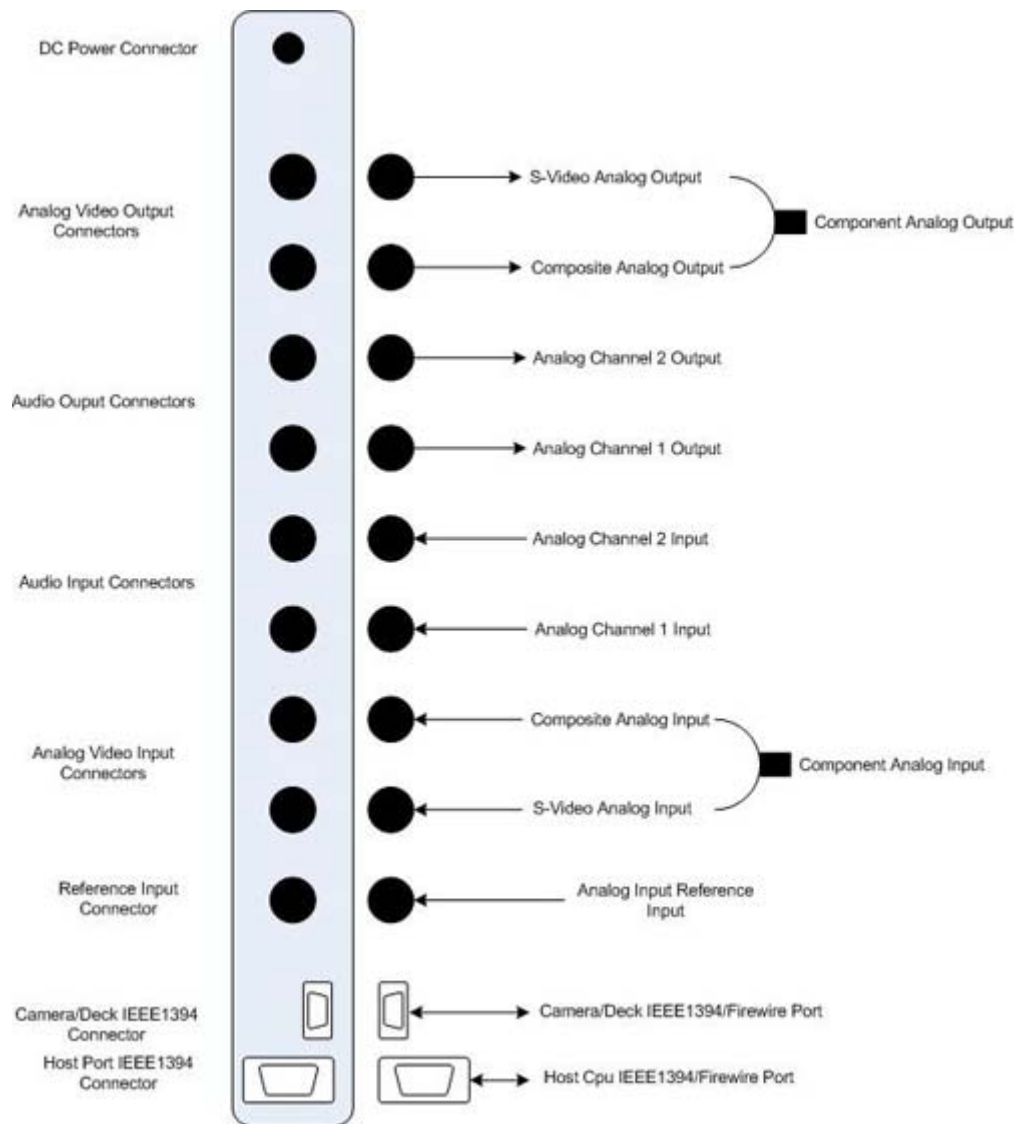 DC Power Connector
S-Video Analog Output
Analog Video Output
Connectors
Component Analog Output
Composite Analog Output
Analog Channel 2 Output
Audio Ouput Connectors
Analog Channel 1 Output
Analog Channel 2 Input
Audio Input Connectors
Analog Channel 1 Input
Composite Analog Input
Analog Video Input
Connectors
Component Analog Input
S-Video Analog Input
Reference Input
Connector
Analog Input Reference
Input
Camera/Deck IEEE1394
Connector
Camera/Deck IEEE1394/Firewire Port
Host Port IEEE1394
Connector
Host Cpu IEEE1394/Firewire Port